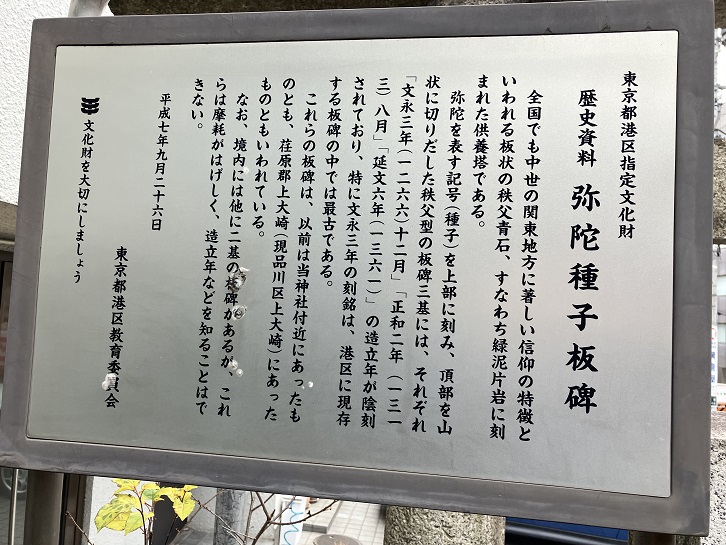 東京都港区指定文化財
歴史資料 弥陀種子板碑
全国でも中世の関東地方に著しい信仰の特徴と
いわれる板状の秩父青石、すなわち緑泥片岩に刻
まれた供養塔である。
弥陀を表す記号(種子)を上部に刻み、頂部を山
状に切りだした秩父型の板碑三基には、それぞれ
「文永三年(一二六六)十二月」「正和二年(一三一
三)八月」「延文六年(一三六一)」の造立年が陰刻
されており、特に文永三年の刻銘は、港区に現存
する板碑の中では最古である。
これらの板碑は、以前は当神社付近にあったも
のとも、荏原郡上大崎(現品川区上大崎)にあった
ものともいわれている。
なお、境内には他に二基の板碑があるが、これ
らは摩耗がはげしく、造立年などを知ることはで
きない。
平成七年九月二十六日
東京都港区教育委員会
文化財を大切にしましょう